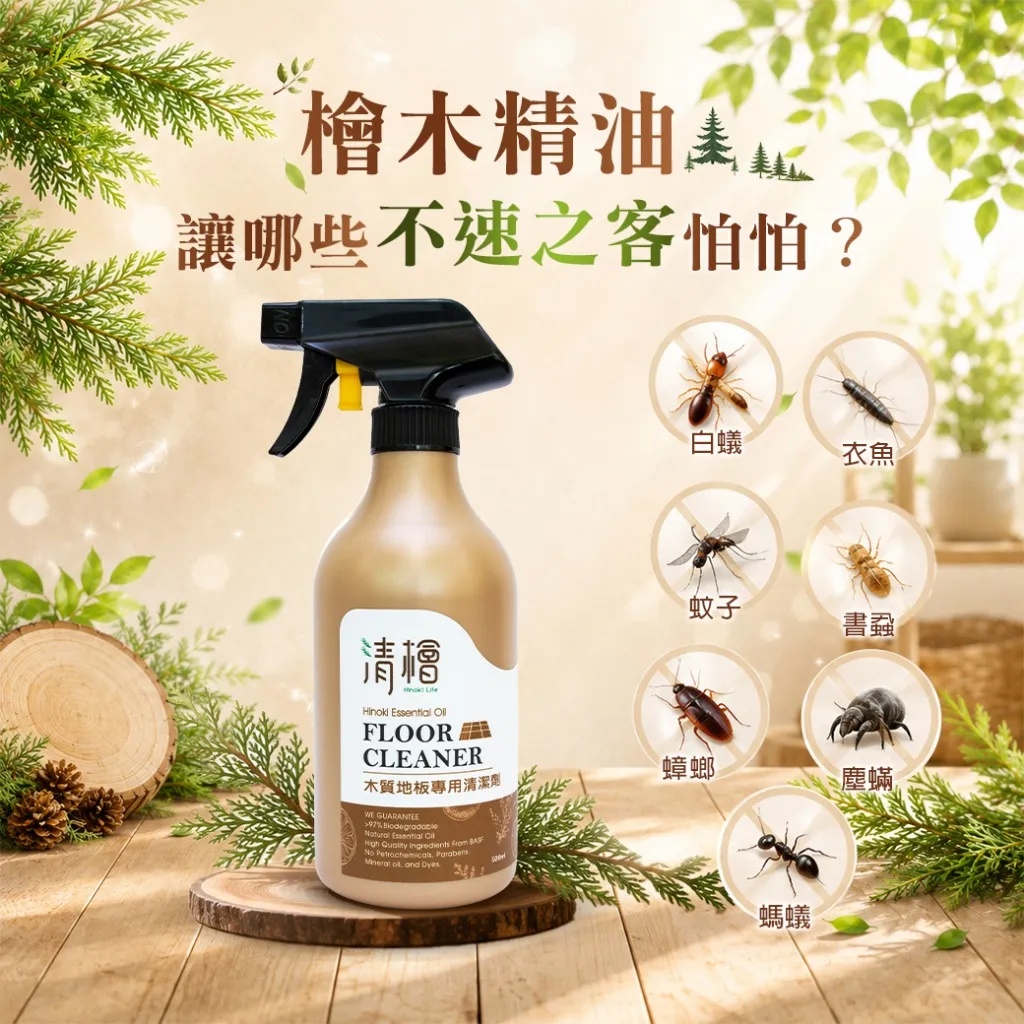 檜木精油
讓哪些不速之客怕怕？
ON
白蟻
衣魚
蚊子
書蝨
蟑螂
塵蟎
螞蟻
清檜
Hinoki Life
Hinoki Essential Oil
FLOOR
CLEANER
木質地板專用清潔劑
WE GUARANTEE
>97% Biodegradable
Natural Essential Oil
High Quality Ingredients From BASF
No Petrochemicals, Parabens,
Mineral oil, and Dyes.
500ml